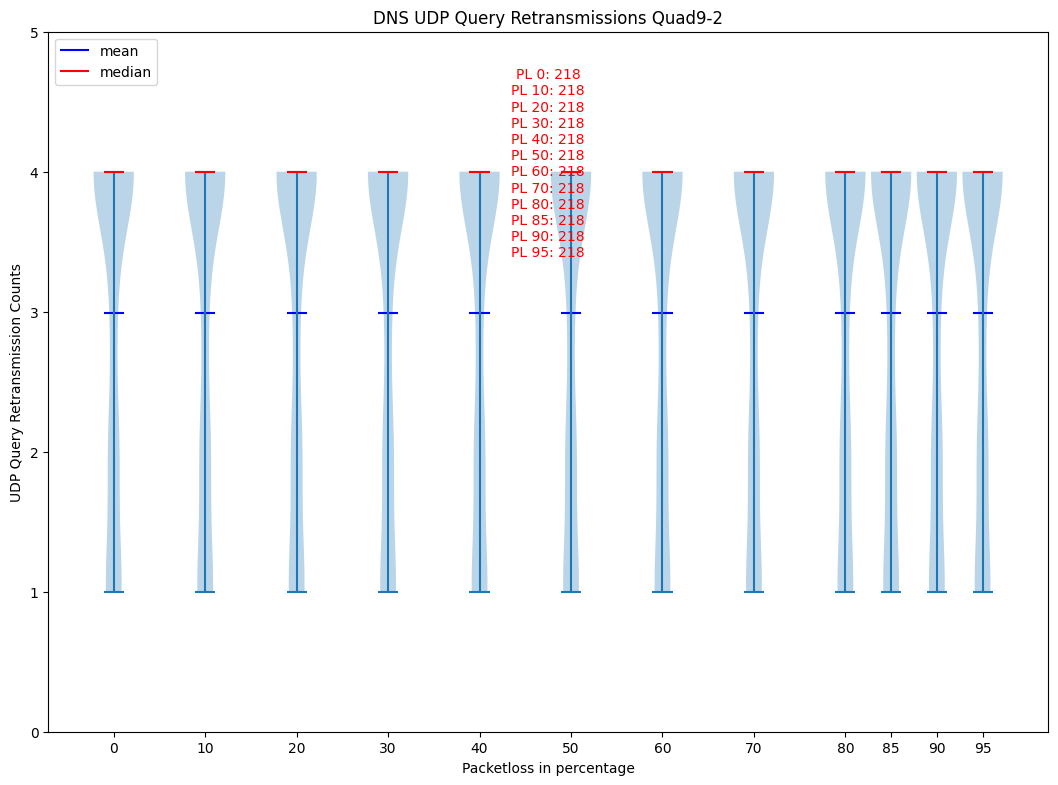 DNS UDP Query Retransmissions Quad9-2
mean
median
PL 0: 218
PL 10: 218
PL 20: 218
PL 30: 218
PL 40: 218
PL 50: 218
PL 60: 218
PL 70: 218
PL 80: 218
PL 85: 218
PL 90: 218
PL 95: 218
UDP Query Retransmission Counts
5
4
3
2
1
0
0 10 20 30 40 50 60 70 80 85 90 95
Packetloss in percentage